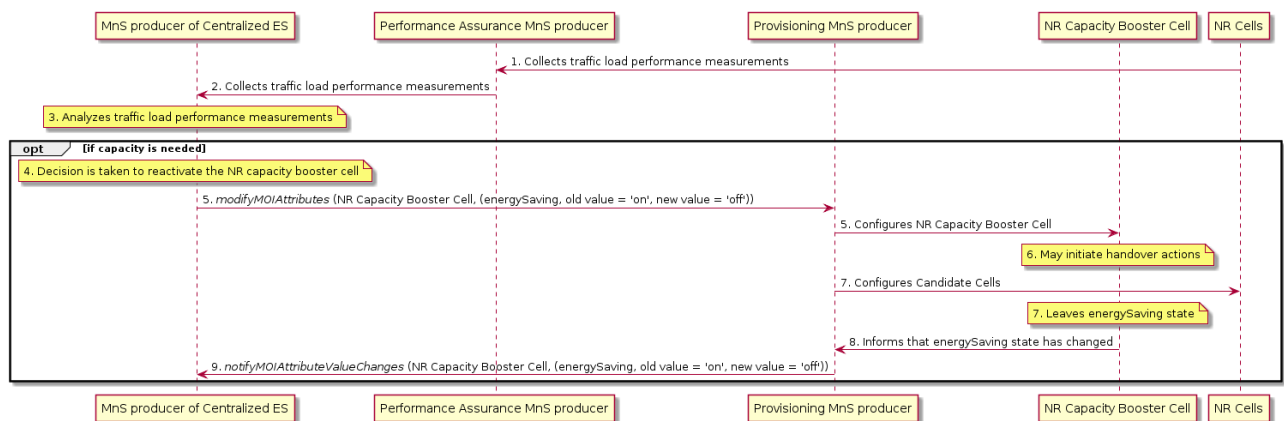 MnS producer of Centralized ES
Performance Assurance MnS producer
Provisioning MnS producer
NR Capacity Booster Cell
NR Cells
1. Collects traffic load performance measurements
2. Collects traffic load performance measurements
3. Analyzes traffic load performance measurements
opt [if capacity is needed]
4. Decision is taken to reactivate the NR capacity booster cell
5. modifyMOIAttributes (NR Capacity Booster Cell, (energySaving, old value = 'on', new value = 'off'))
5. Configures NR Capacity Booster Cell
6. May initiate handover actions
7. Configures Candidate Cells
7. Leaves energySaving state
8. Informs that energySaving state has changed
9. notifyMOIAttributeValueChanges (NR Capacity Booster Cell, (energySaving, old value = 'on', new value = 'off'))
MnS producer of Centralized ES
Performance Assurance MnS producer
Provisioning MnS producer
NR Capacity Booster Cell
NR Cells